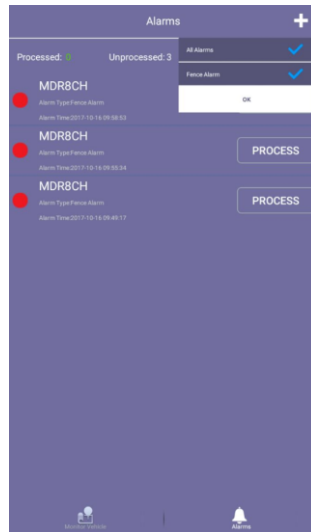 Alarms
Processed: 0
Unprocessed: 3
All Alarms
Fence Alarm
OK
MDR8CH
Alarm Type:Fence Alarm
Alarm Time:2017-10-16 09:58:53
MDR8CH
Alarm Type:Fence Alarm
Alarm Time:2017-10-16 09:55:34
PROCESS
MDR8CH
Alarm Type:Fence Alarm
Alarm Time:2017-10-16 09:49:17
PROCESS
Monitor Vehicle
Alarms